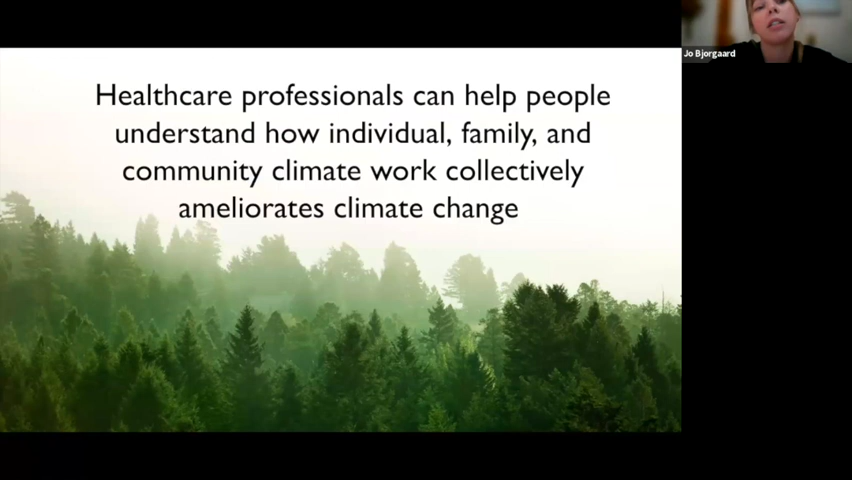 Healthcare professionals can help people
understand how individual, family, and
community climate work collectively
ameliorates climate change
Jo Bjorgaard